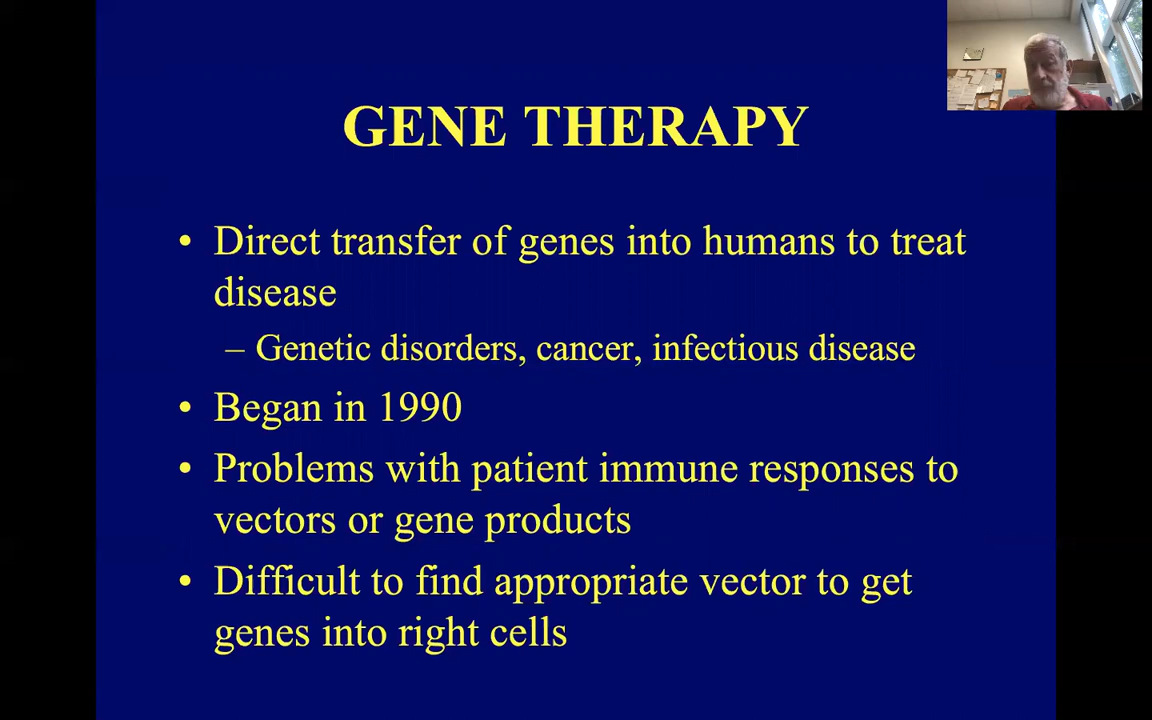 GENE THERAPY
• Direct transfer of genes into humans to treat
disease
– Genetic disorders, cancer, infectious disease
• Began in 1990
• Problems with patient immune responses to
vectors or gene products
• Difficult to find appropriate vector to get
genes into right cells